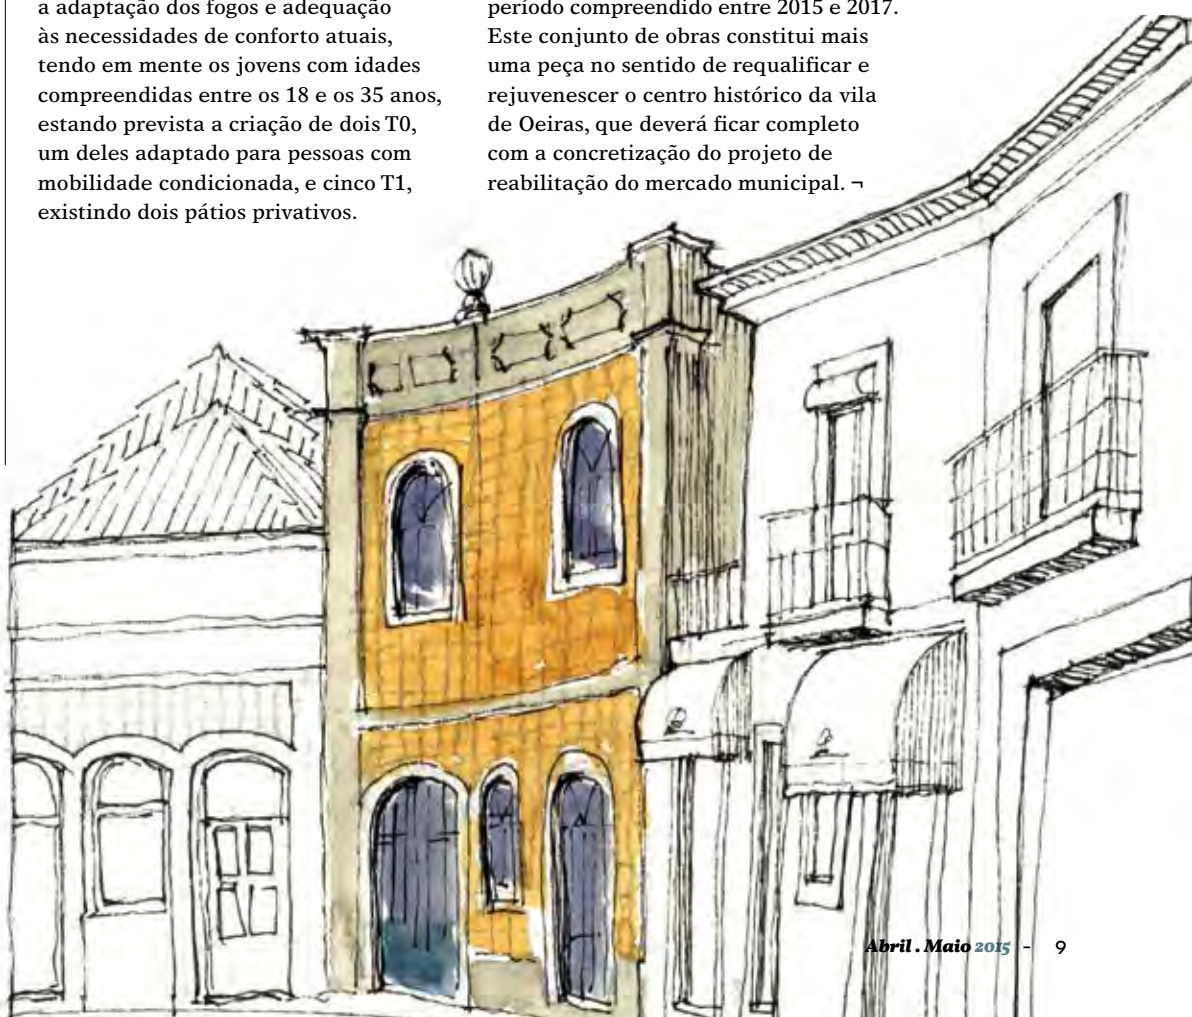 a adaptação dos fogos e adequação
às necessidades de conforto atuais,
tendo em mente os jovens com idades
compreendidas entre os 18 e os 35 anos,
estando prevista a criação de dois T0,
um deles adaptado para pessoas com
mobilidade condicionada, e cinco T1,
existindo dois pátios privativos.
período compreendido entre 2015 e 2017.
Este conjunto de obras constitui mais
uma peça no sentido de requalificar e
rejuvenescer o centro histórico da vila
de Oeiras, que deverá ficar completo
com a concretização do projeto de
reabilitação do mercado municipal. ¬
Abril . Maio 2015 - 9